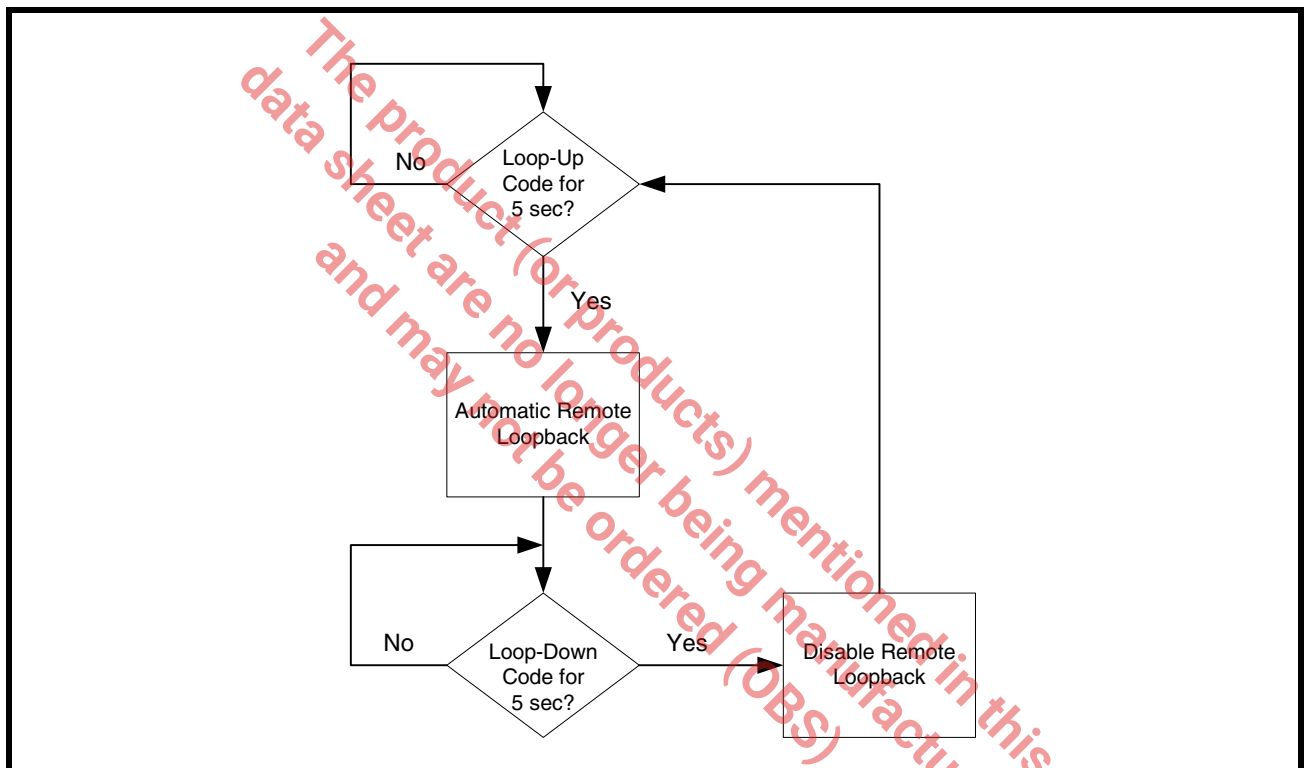 The product (or products) mentioned in this
data sheet are no longer being manufactu
and may not be ordered (OBS)
Loop-Up
Code for
5 sec?
No
Yes
Automatic Remote
Loopback
Loop-Down
Code for
5 sec?
No
Yes
Disable Remote
Loopback